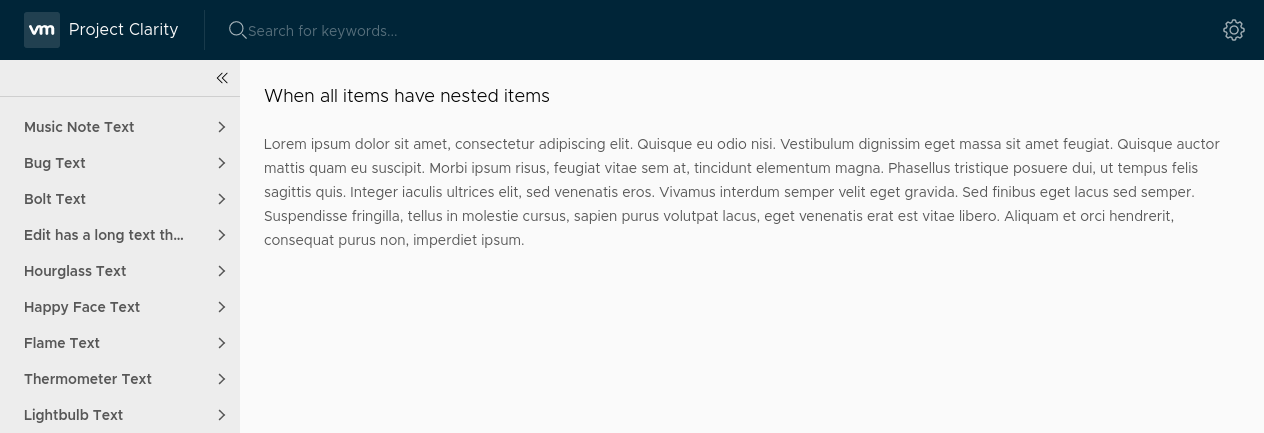 vm Project Clarity
Search for keywords...
When all items have nested items
Music Note Text
Bug Text
Bolt Text
Edit has a long text th...
Hourglass Text
Happy Face Text
Flame Text
Thermometer Text
Lightbulb Text
Lorem ipsum dolor sit amet, consectetur adipiscing elit. Quisque eu odio nisi. Vestibulum dignissim eget massa sit amet feugiat. Quisque auctor
mattis quam eu suscipit. Morbi ipsum risus, feugiat vitae sem at, tincidunt elementum magna. Phasellus tristique posuere dui, ut tempus felis
sagittis quis. Integer iaculis ultrices elit, sed venenatis eros. Vivamus interdum semper velit eget gravida. Sed finibus eget lacus sed semper.
Suspendisse fringilla, tellus in molestie cursus, sapien purus volutpat lacus, eget venenatis erat est vitae libero. Aliquam et orci hendrerit,
consequat purus non, imperdiet ipsum.